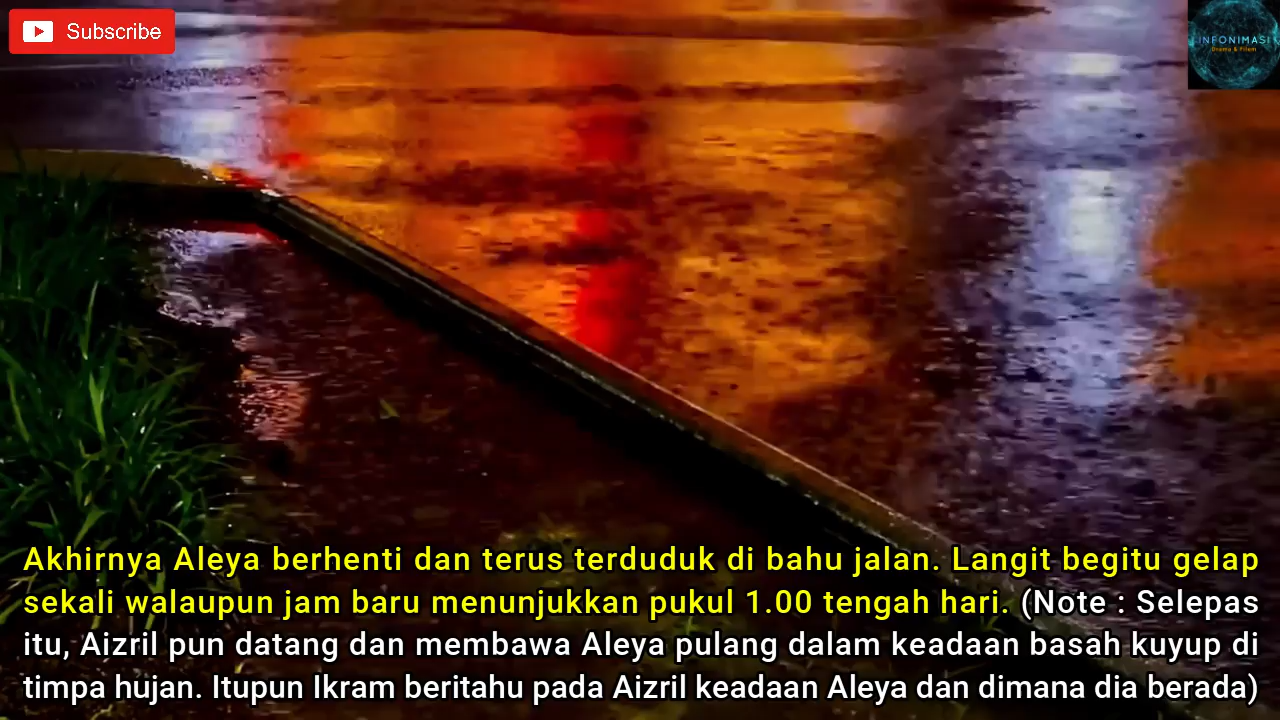 Subscribe
INFONIMASI
Drama & Filem
Akhirnya Aleya berhenti dan terus terduduk di bahu jalan. Langit begitu gelap
sekali walaupun jam baru menunjukkan pukul 1.00 tengah hari. (Note : Selepas
itu, Aizril pun datang dan membawa Aleya pulang dalam keadaan basah kuyup di
timpa hujan. Itupun Ikram beritahu pada Aizril keadaan Aleya dan dimana dia berada)